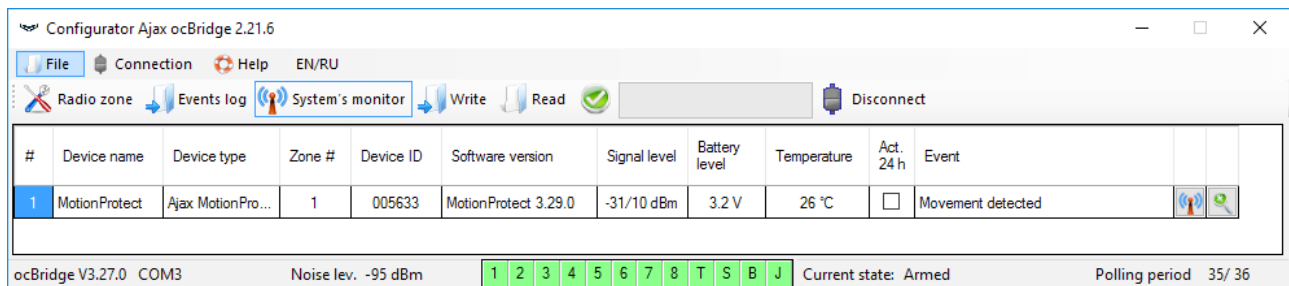 Configurator Ajax ocBridge 2.21.6
File Connection Help EN/RU
Radio zone Events log System's monitor Write Read Disconnect
# Device name Device type Zone # Device ID Software version Signal level Battery level Temperature Act. 24 h Event
1 MotionProtect Ajax MotionPro... 1 005633 MotionProtect 3.29.0 -31/10 dBm 3.2 V 26 °C Movement detected
ocBridge V3.27.0 COM3 Noise lev. -95 dBm 1 2 3 4 5 6 7 8 T S B J Current state: Armed Polling period 35/ 36